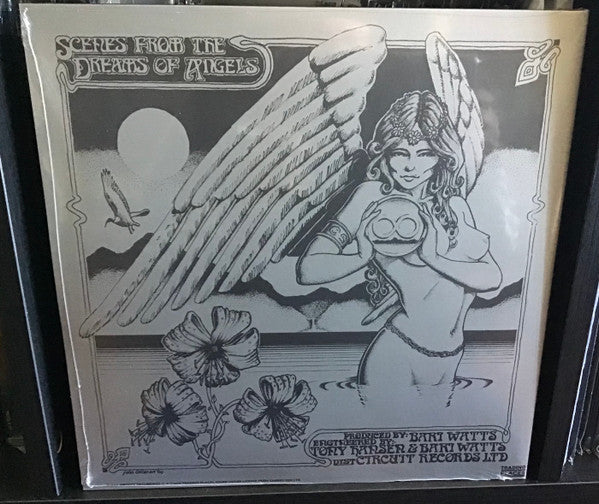 SCENES FROM THE
DREAMS OF ANGELS
PRODUCED BY: BARI WATTS
ENGINEERED BY:
TONY HANSEN & BARI WATTS
DIST CIRCUIT RECORDS LTD